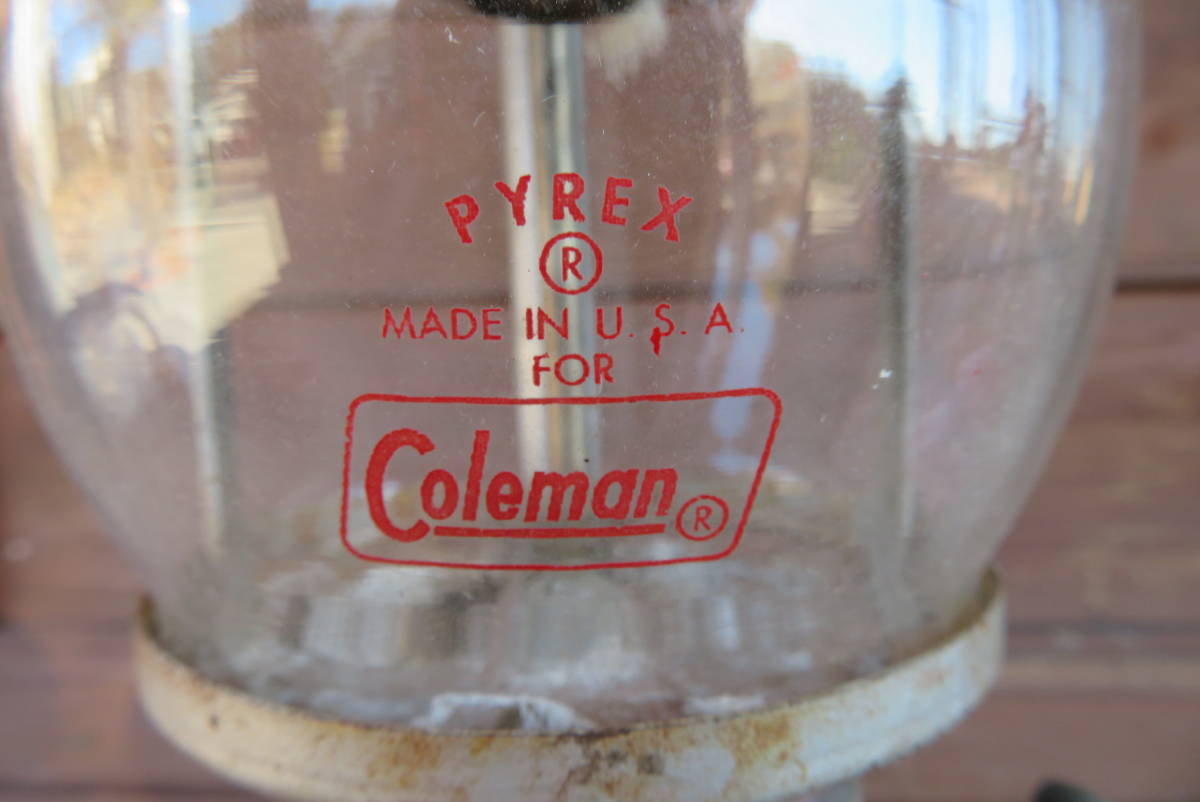 PYREX
®
MADE IN U. S. A.
FOR
Coleman®